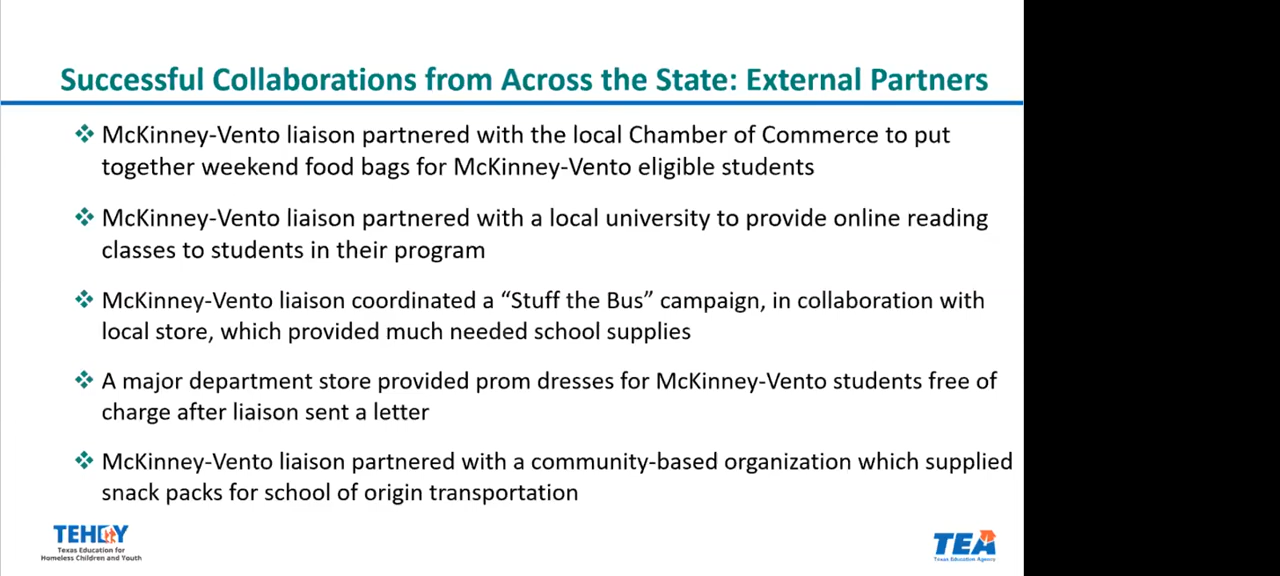 Successful Collaborations from Across the State: External Partners
McKinney-Vento liaison partnered with the local Chamber of Commerce to put
together weekend food bags for McKinney-Vento eligible students
McKinney-Vento liaison partnered with a local university to provide online reading
classes to students in their program
McKinney-Vento liaison coordinated a “Stuff the Bus” campaign, in collaboration with
local store, which provided much needed school supplies
A major department store provided prom dresses for McKinney-Vento students free of
charge after liaison sent a letter
McKinney-Vento liaison partnered with a community-based organization which supplied
snack packs for school of origin transportation
TEHCY
Texas Education for
Homeless Children and Youth
TEA
Texas Education Agency